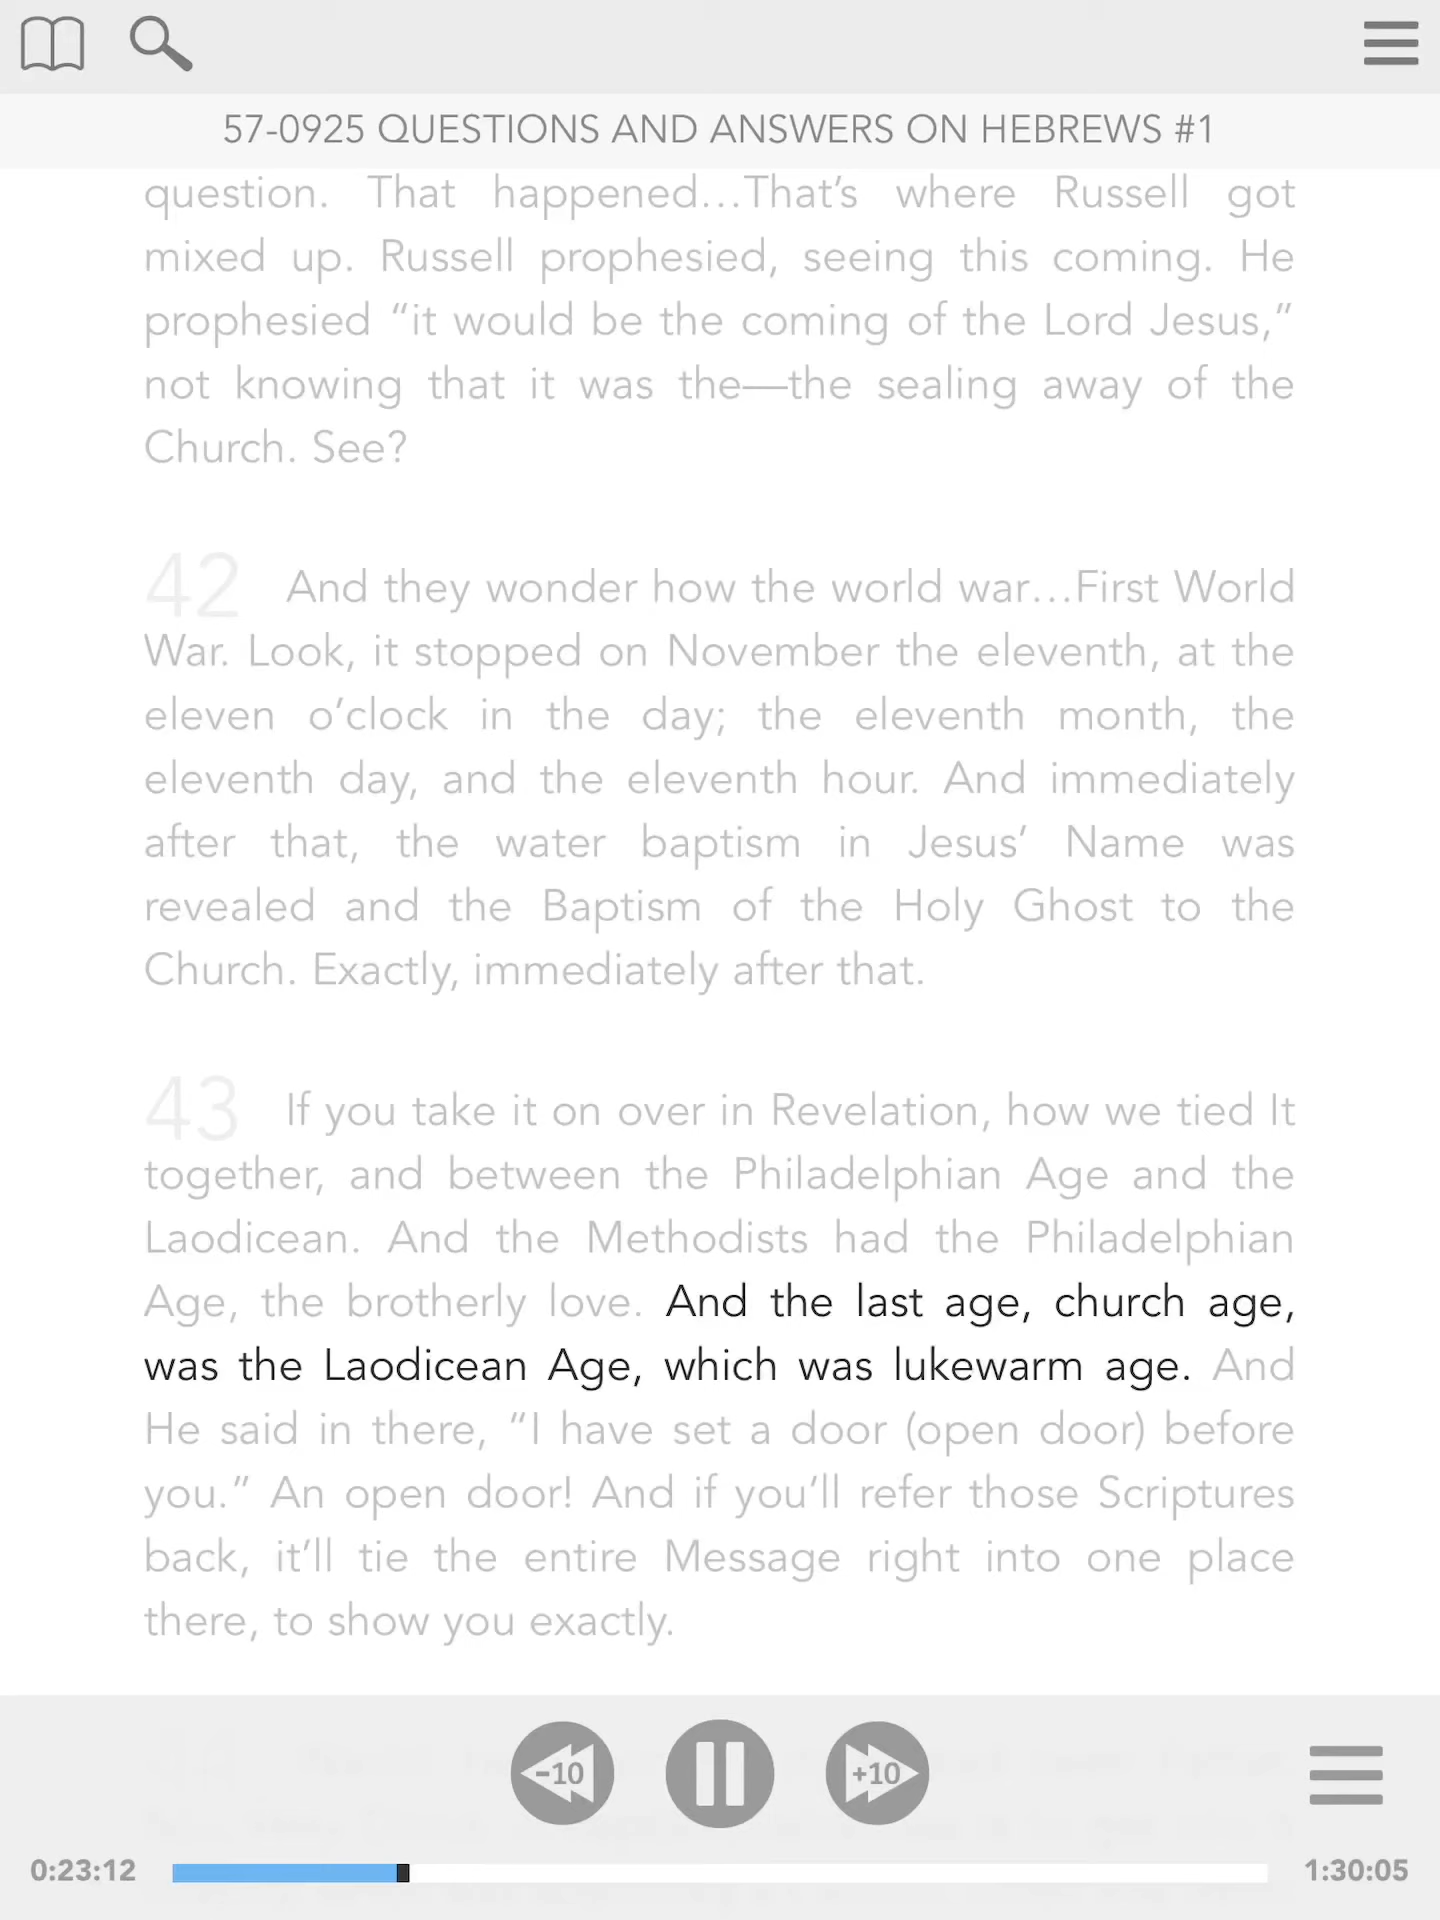 57-0925 QUESTIONS AND ANSWERS ON HEBREWS #1
question. That happened…That’s where Russell got
mixed up. Russell prophesied, seeing this coming. He
prophesied “it would be the coming of the Lord Jesus,”
not knowing that it was the—the sealing away of the
Church. See?
42 And they wonder how the world war…First World
War. Look, it stopped on November the eleventh, at the
eleven o’clock in the day; the eleventh month, the
eleventh day, and the eleventh hour. And immediately
after that, the water baptism in Jesus’ Name was
revealed and the Baptism of the Holy Ghost to the
Church. Exactly, immediately after that.
43 If you take it on over in Revelation, how we tied It
together, and between the Philadelphian Age and the
Laodicean. And the Methodists had the Philadelphian
Age, the brotherly love. And the last age, church age,
was the Laodicean Age, which was lukewarm age. And
He said in there, “I have set a door (open door) before
you.” An open door! And if you’ll refer those Scriptures
back, it’ll tie the entire Message right into one place
there, to show you exactly.
-10 +10
0:23:12 1:30:05